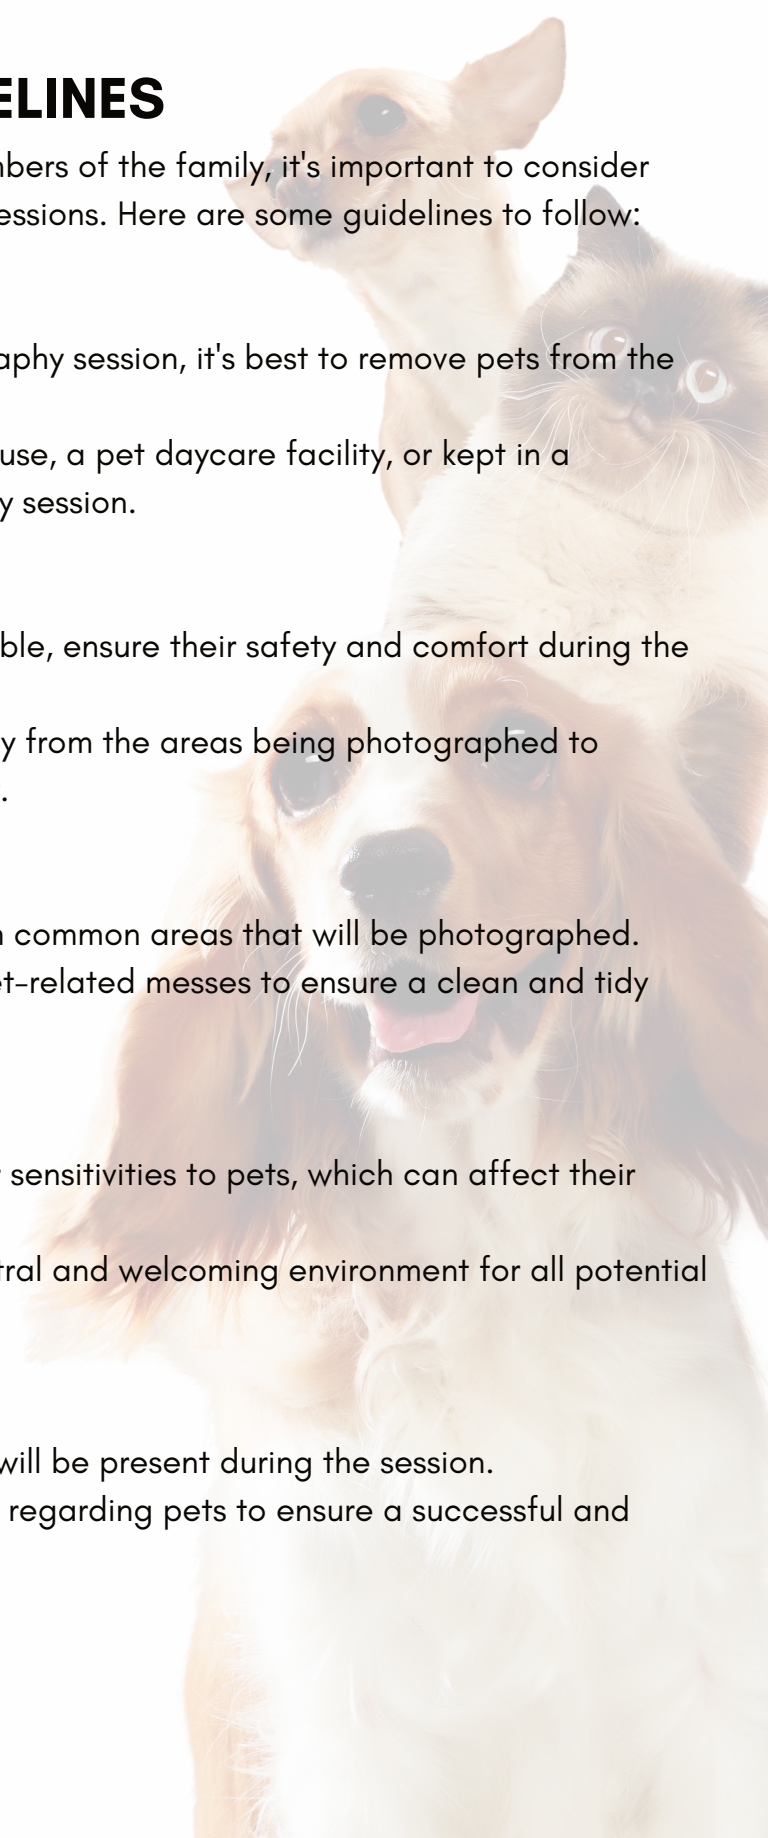 ELINES
bers of the family, it's important to consider
essions. Here are some guidelines to follow:
aphy session, it's best to remove pets from the
use, a pet daycare facility, or kept in a
y session.
ble, ensure their safety and comfort during the
y from the areas being photographed to
.
common areas that will be photographed.
et-related messes to ensure a clean and tidy
sensitivities to pets, which can affect their
tral and welcoming environment for all potential
will be present during the session.
regarding pets to ensure a successful and